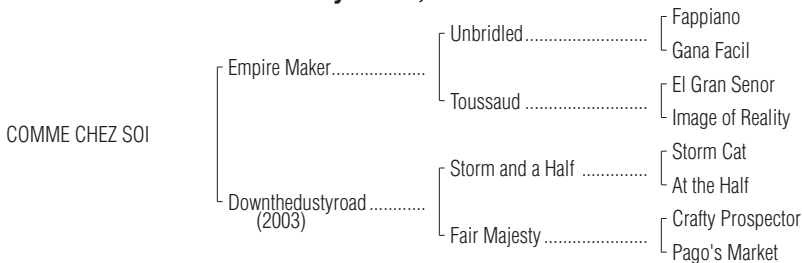 Unbridled
Fappiano
Gana Facil
Empire Maker
Toussaud
El Gran Senor
Image of Reality
COMME CHEZ SOI
Storm and a Half
Storm Cat
At the Half
Downthedustyroad
(2003)
Fair Majesty
Crafty Prospector
Pago's Market